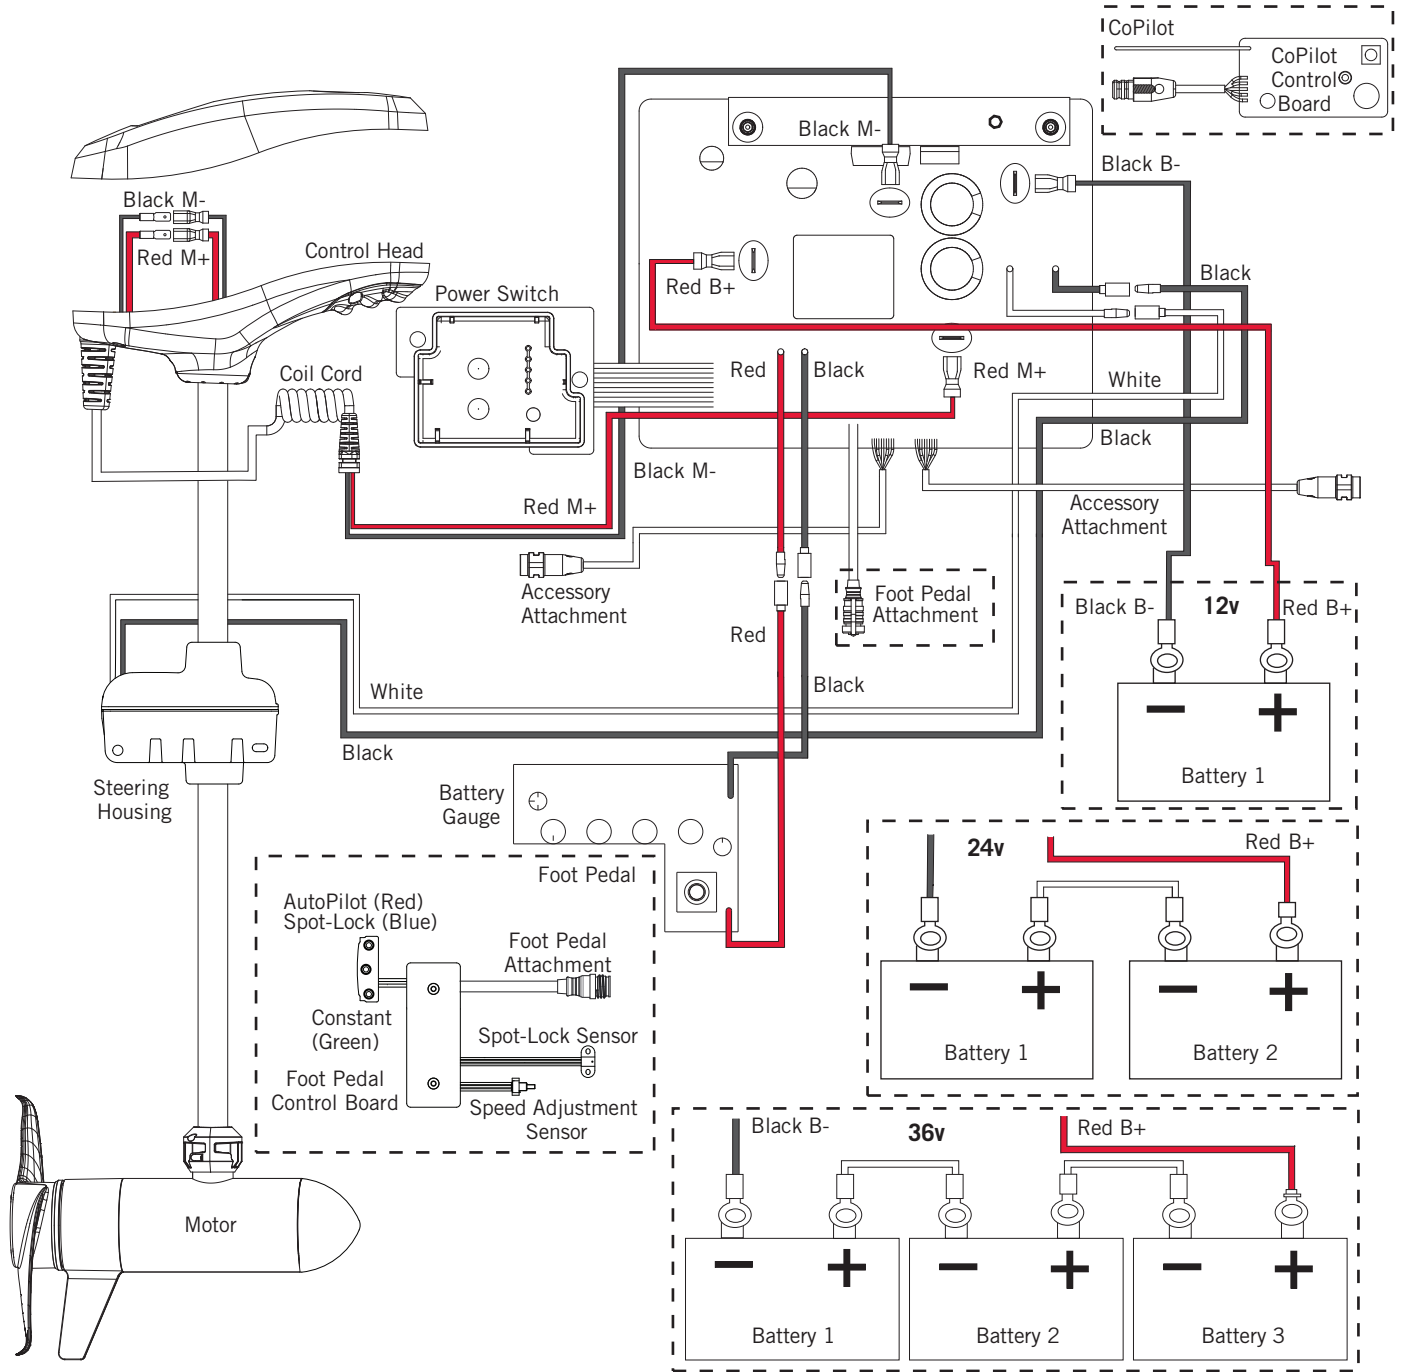 CoPilot
CoPilot
Control
Board
Black M-
Black B-
Black M-
Red M+
Control Head
Red B+
Black
Power Switch
Coil Cord
Red
Black
Red M+
White
Black
Black M-
Red M+
Accessory
Attachment
Accessory
Attachment
Foot Pedal
Attachment
Red
Black B-
12v
Red B+
White
Black
Black
Battery 1
Steering
Housing
Battery
Gauge
Foot Pedal
24v
Red B+
AutoPilot (Red)
Spot-Lock (Blue)
Foot Pedal
Attachment
Constant
(Green)
Spot-Lock Sensor
Foot Pedal
Control Board
Speed Adjustment
Sensor
Battery 1
Battery 2
Black B-
36v
Red B+
Motor
Battery 1
Battery 2
Battery 3